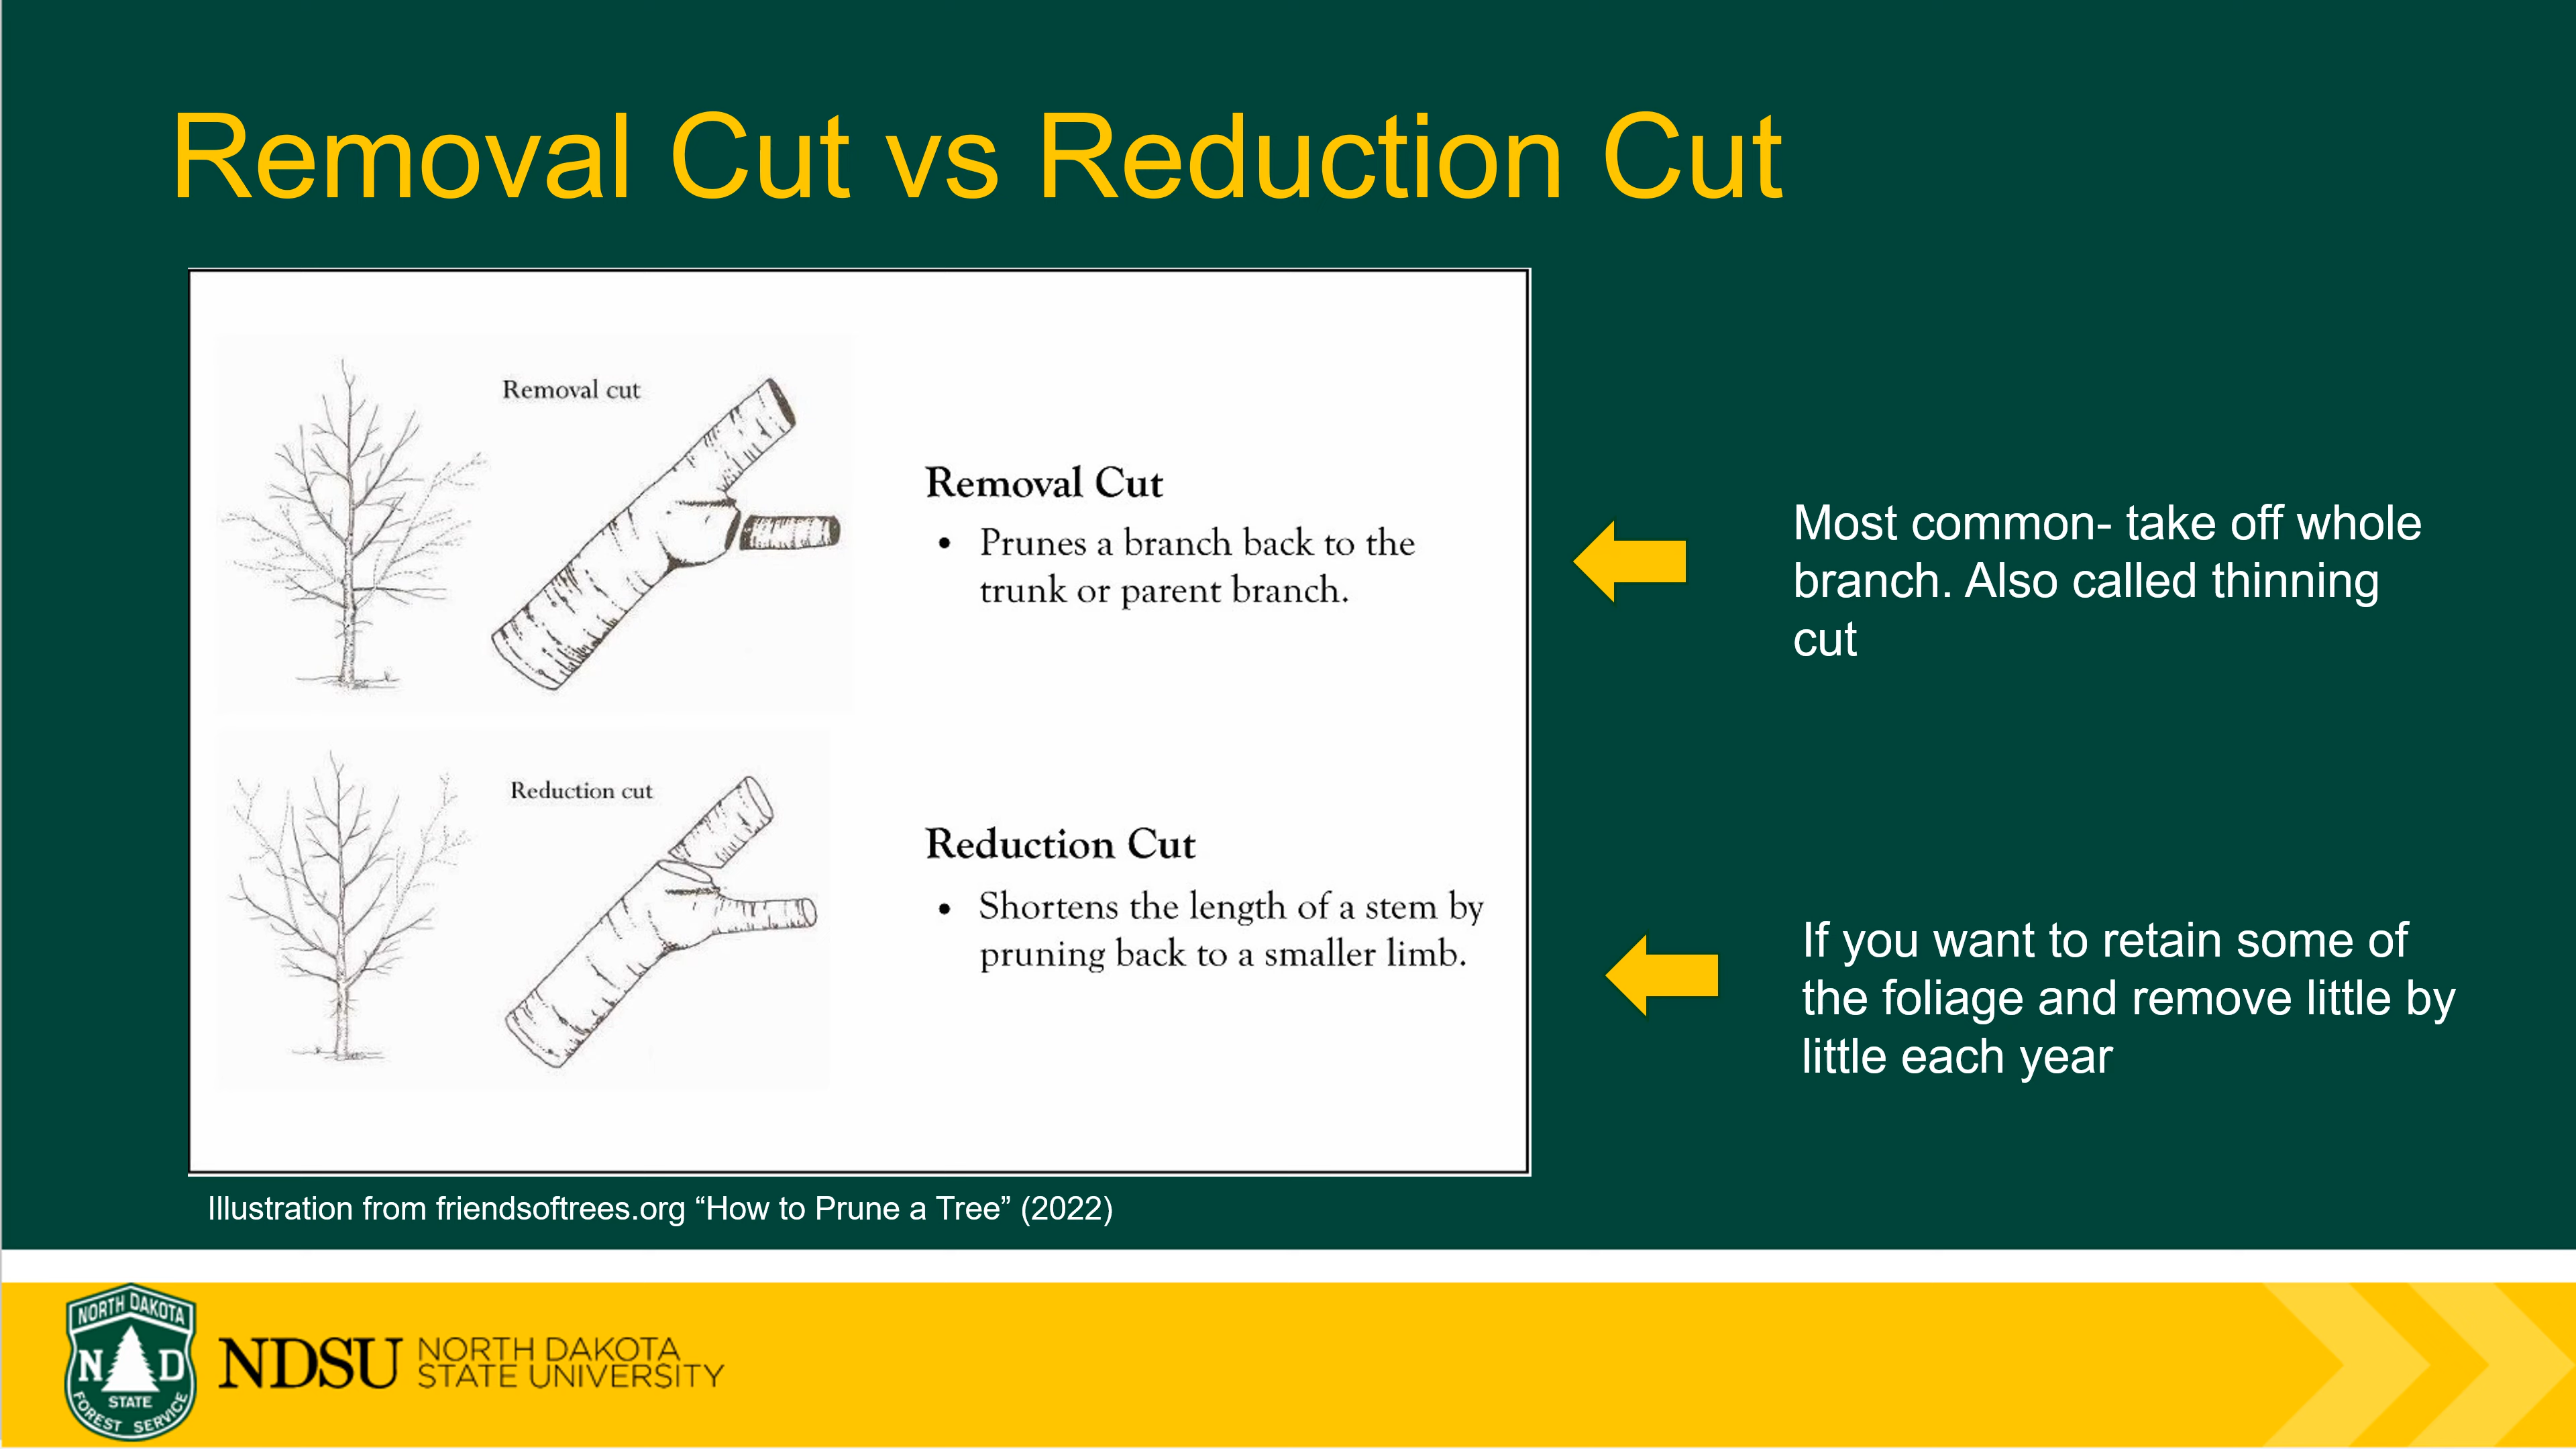 Removal Cut vs Reduction Cut
Removal cut
Removal Cut
• Prunes a branch back to the
trunk or parent branch.
Most common- take off whole
branch. Also called thinning
cut
Reduction cut
Reduction Cut
• Shortens the length of a stem by
pruning back to a smaller limb.
If you want to retain some of
the foliage and remove little by
little each year
Illustration from friendsoftrees.org “How to Prune a Tree” (2022)
NORTH DAKOTA
N D
STATE
FOREST SERVICE
NDSU
NORTH DAKOTA
STATE UNIVERSITY